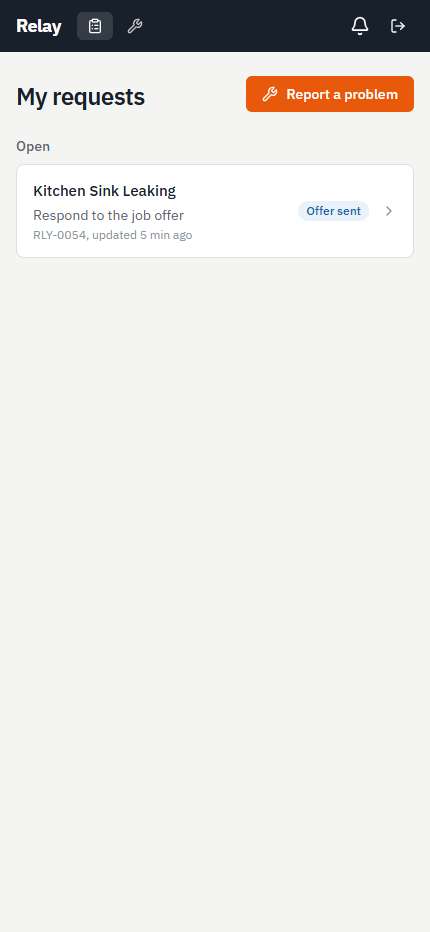 Relay
My requests
Report a problem
Open
Kitchen Sink Leaking
Respond to the job offer
RLY-0054, updated 5 min ago
Offer sent